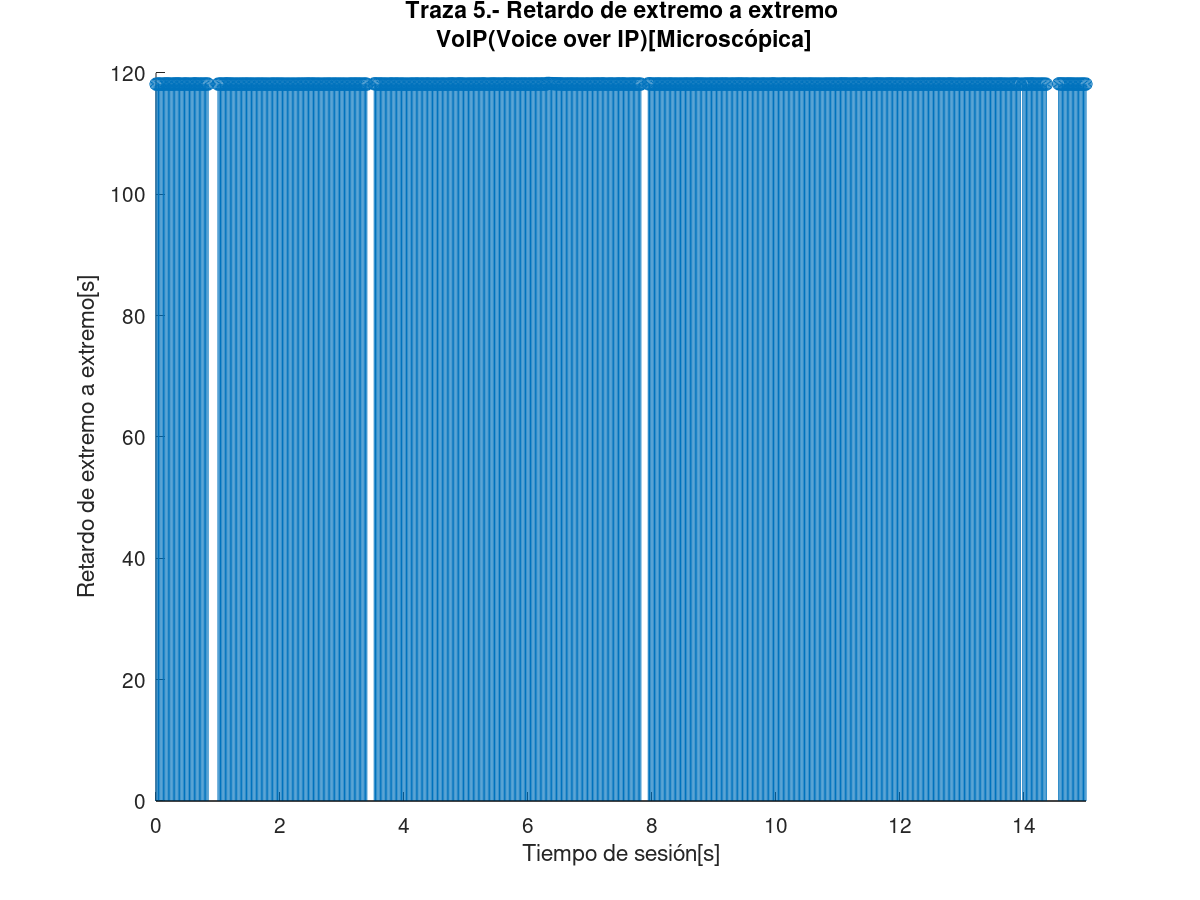 Traza 5.- Retardo de extremo a extremo
VoIP(Voice over IP)[Microscópica]
120
100
80
60
40
20
0
Retardo de extremo a extremo[s]
0 2 4 6 8 10 12 14
Tiempo de sesión[s]